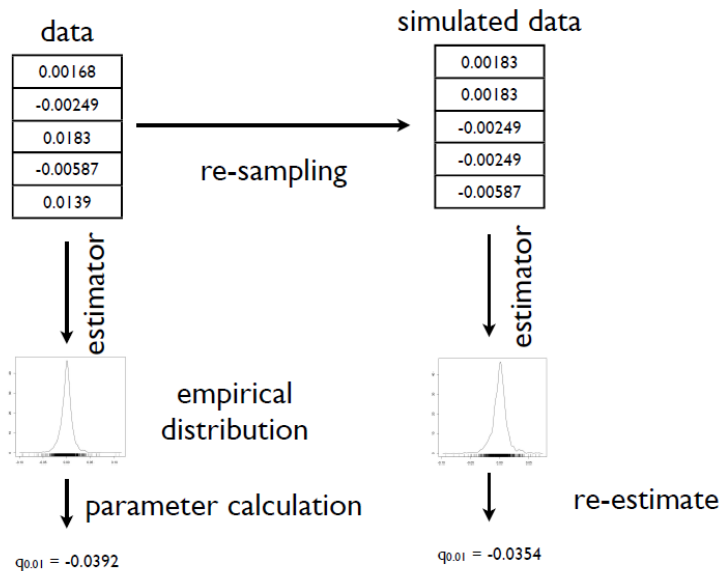 data
simulated data
0.00168
-0.00249
0.0183
-0.00587
0.0139
0.00183
0.00183
-0.00249
-0.00249
-0.00587
re-sampling
estimator
estimator
empirical
distribution
parameter calculation
re-estimate
q0.01 = -0.0392
q0.01 = -0.0354